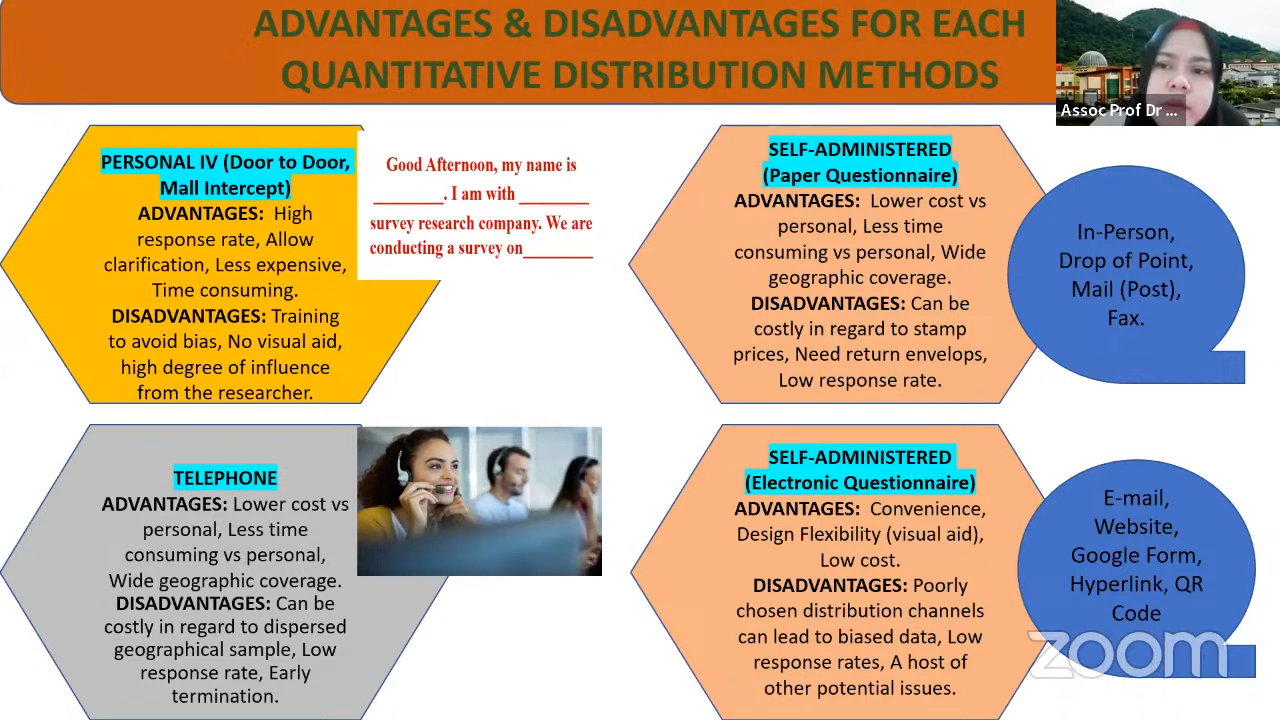 ADVANTAGES & DISADVANTAGES FOR EACH
QUANTITATIVE DISTRIBUTION METHODS
Assoc Prof Dr ...
PERSONAL IV (Door to Door,
Mall Intercept)
ADVANTAGES: High
response rate, Allow
clarification, Less expensive,
Time consuming.
DISADVANTAGES: Training
to avoid bias, No visual aid,
high degree of influence
from the researcher.
Good Afternoon, my name is
________. I am with ________
survey research company. We are
conducting a survey on________
SELF-ADMINISTERED
(Paper Questionnaire)
ADVANTAGES: Lower cost vs
personal, Less time
consuming vs personal, Wide
geographic coverage.
DISADVANTAGES: Can be
costly in regard to stamp
prices, Need return envelops,
Low response rate.
In-Person,
Drop of Point,
Mail (Post),
Fax.
TELEPHONE
ADVANTAGES: Lower cost vs
personal, Less time
consuming vs personal,
Wide geographic coverage.
DISADVANTAGES: Can be
costly in regard to dispersed
geographical sample, Low
response rate, Early
termination.
SELF-ADMINISTERED
(Electronic Questionnaire)
ADVANTAGES: Convenience,
Design Flexibility (visual aid),
Low cost.
DISADVANTAGES: Poorly
chosen distribution channels
can lead to biased data, Low
response rates, A host of
other potential issues.
E-mail,
Website,
Google Form,
Hyperlink, QR
Code
zoom